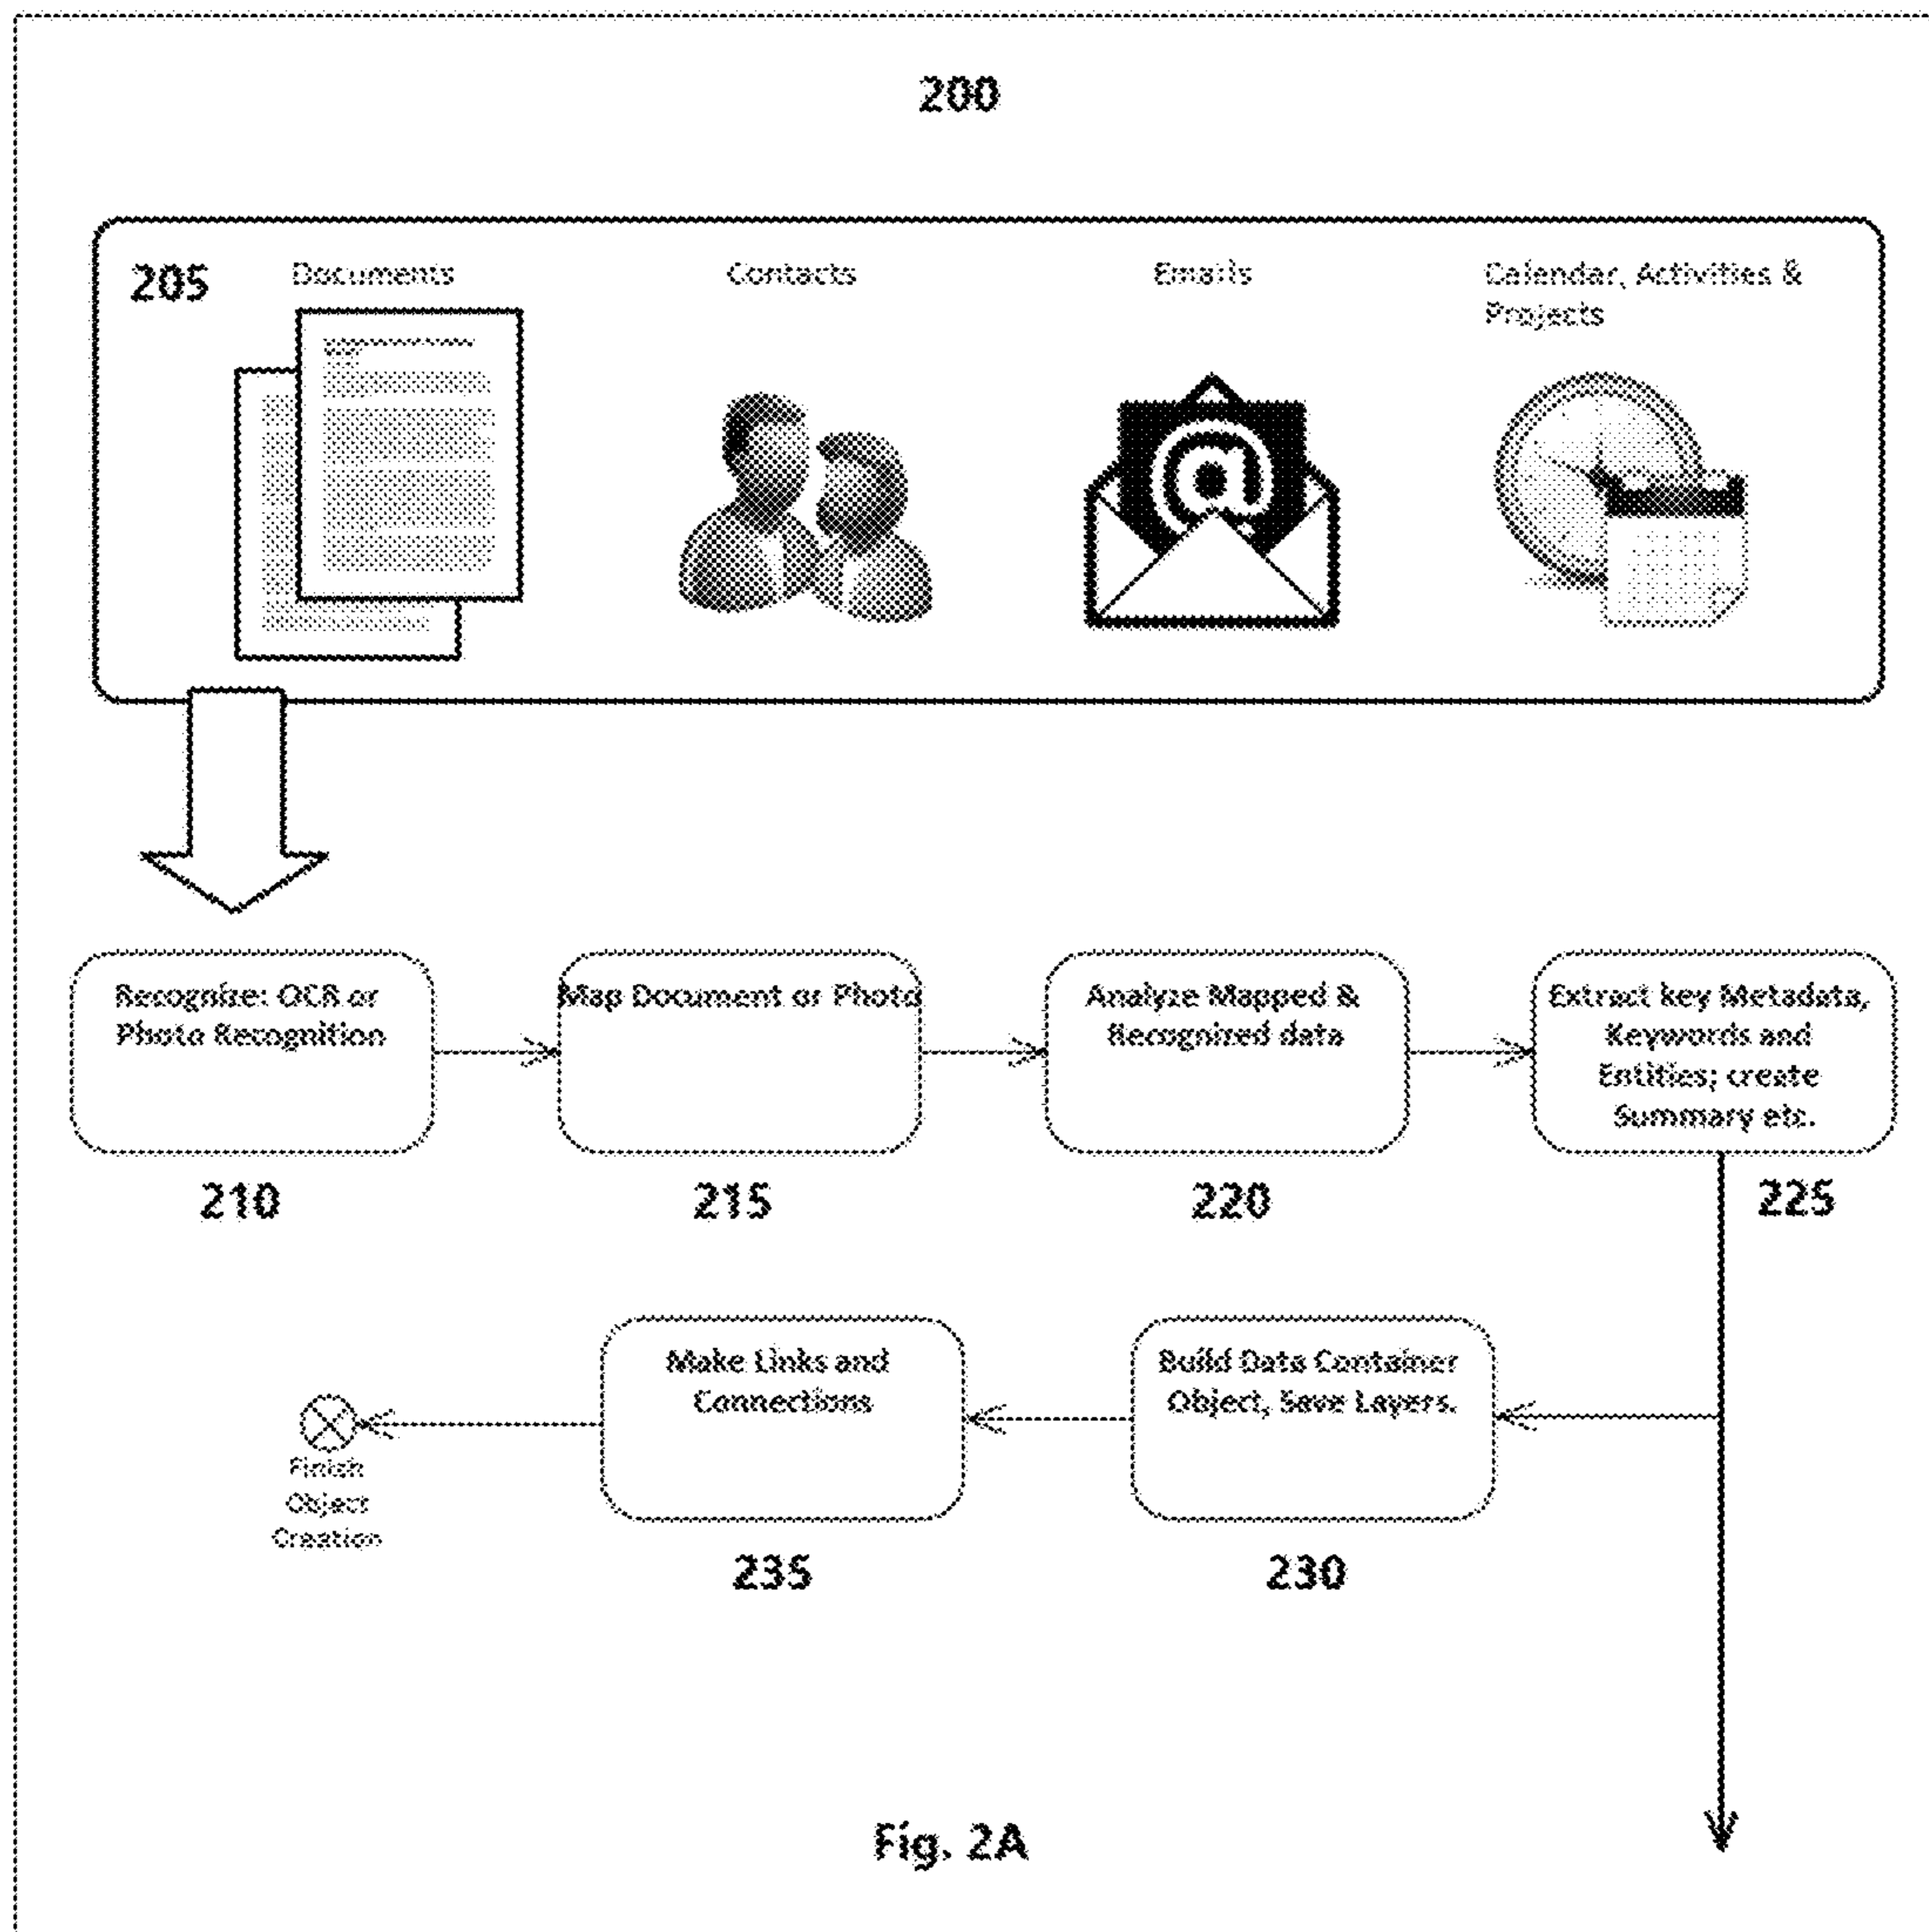 200
205
Documents
Contacts
Emails
Calendar, Activities &
Projects
Recognize: OCR or
Photo Recognition
Map Document or Photo
Analyze Mapped &
Recognized data
Extract key Metadata,
Keywords and
Entities; create
Summary etc.
210
215
220
225
Make Links and
Connections
Build Data Container
Object, Save Layers.
Finish
Object
Creation
235
230
Fig. 2A